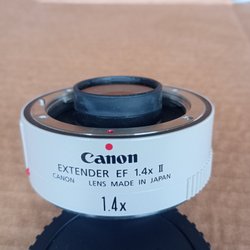 Canon
EXTENDER EF 1.4x II
CANON LENS MADE IN JAPAN
1.4x